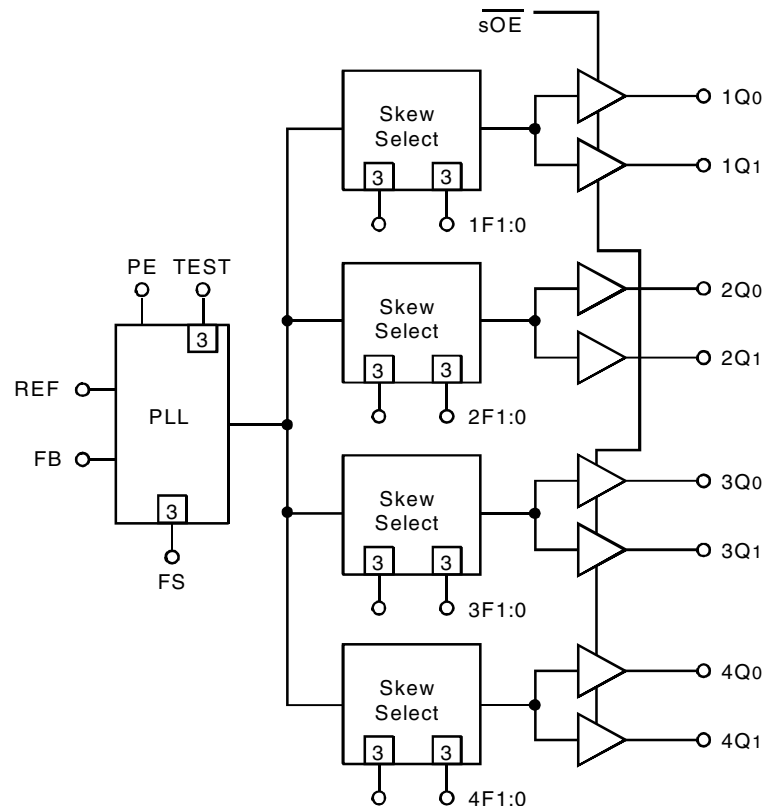 sOE
Skew
Select
3 3
1F1:0
1Q0
1Q1
PE TEST
3
REF
PLL
FB
3
FS
Skew
Select
3 3
2F1:0
2Q0
2Q1
Skew
Select
3 3
3F1:0
3Q0
3Q1
Skew
Select
3 3
4F1:0
4Q0
4Q1